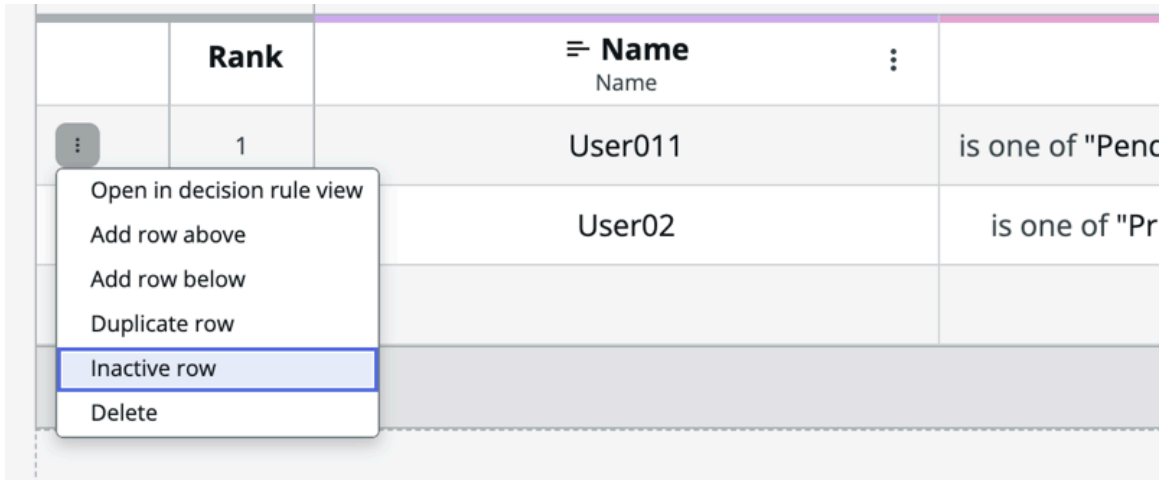 Rank
Name
Name
1
User011
is one of "Pend
Open in decision rule view
Add row above
User02
is one of "Pr
Add row below
Duplicate row
Inactive row
Delete